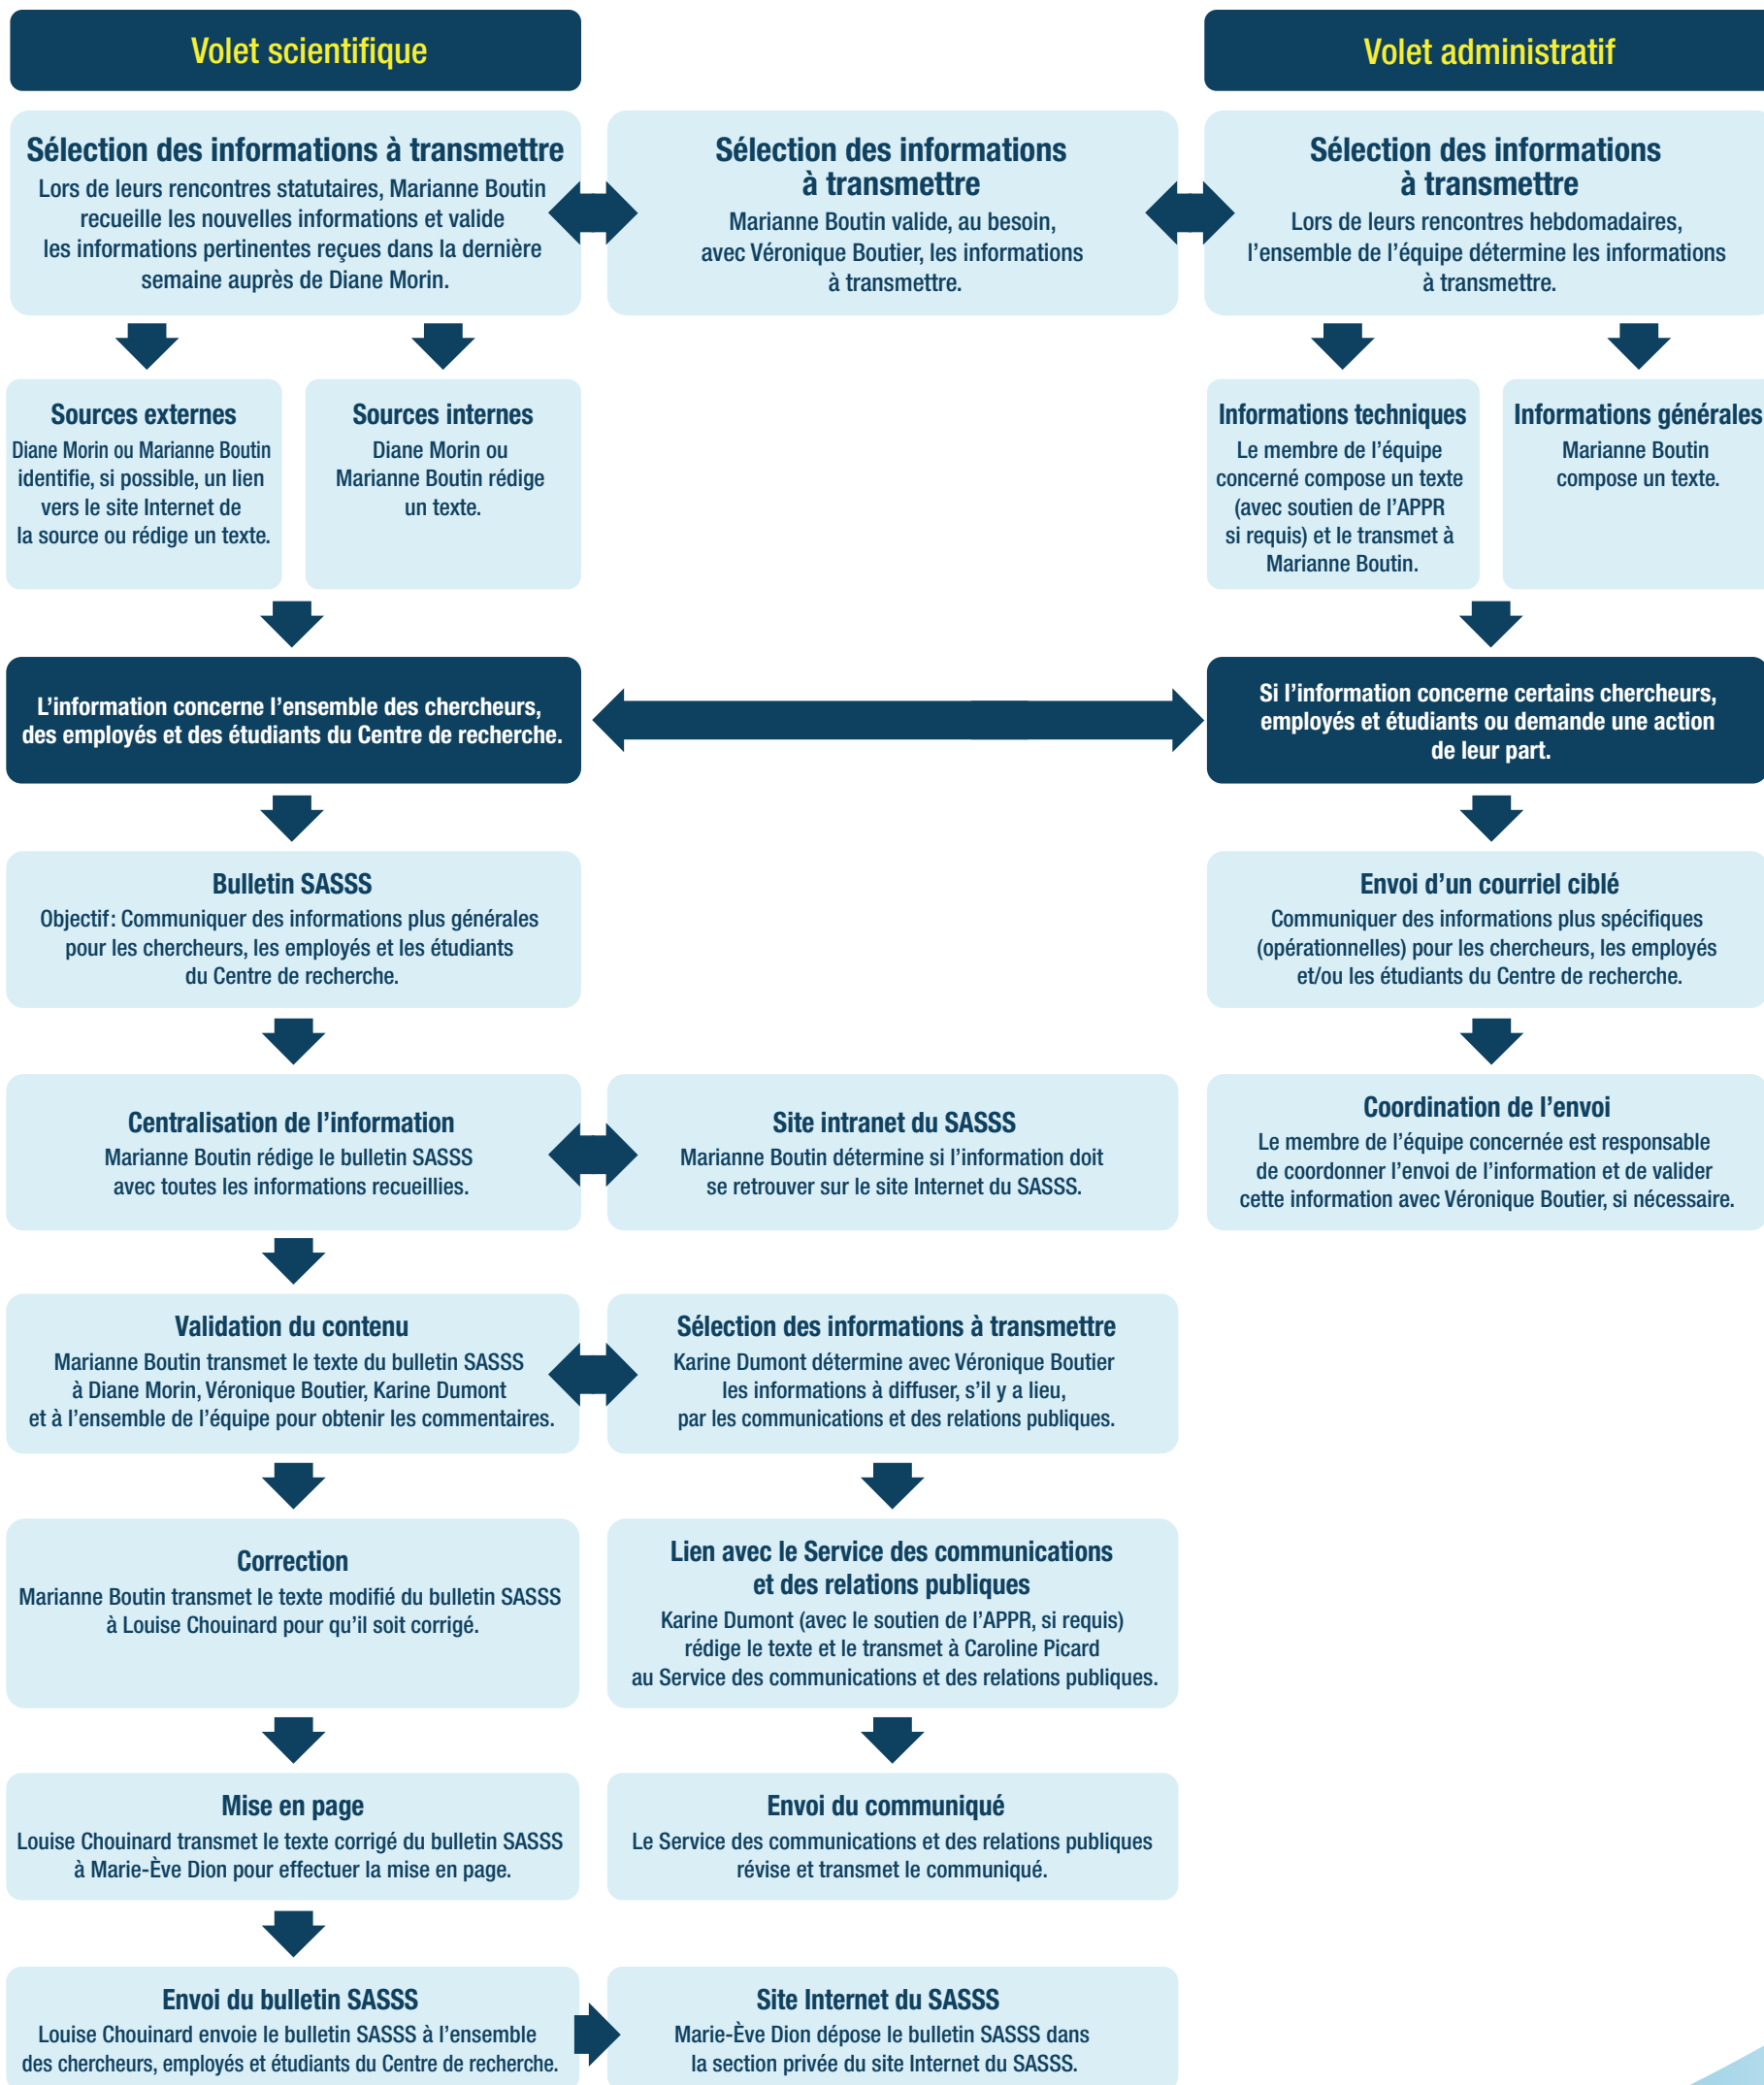 Volet scientifique
Volet administratif
Sélection des informations à transmettre
Lors de leurs rencontres statutaires, Marianne Boutin
recueille les nouvelles informations et valide
les informations pertinentes reçues dans la dernière
semaine auprès de Diane Morin.
Sélection des informations
à transmettre
Marianne Boutin valide, au besoin,
avec Véronique Boutier, les informations
à transmettre.
Sélection des informations
à transmettre
Lors de leurs rencontres hebdomadaires,
l’ensemble de l’équipe détermine les informations
à transmettre.
Sources externes
Diane Morin ou Marianne Boutin
identifie, si possible, un lien
vers le site Internet de
la source ou rédige un texte.
Sources internes
Diane Morin ou
Marianne Boutin rédige
un texte.
Informations techniques
Le membre de l’équipe
concerné compose un texte
(avec soutien de l’APPR
si requis) et le transmet à
Marianne Boutin.
Informations générales
Marianne Boutin
compose un texte.
L’information concerne l’ensemble des chercheurs,
des employés et des étudiants du Centre de recherche.
Si l’information concerne certains chercheurs,
employés et étudiants ou demande une action
de leur part.
Bulletin SASSS
Objectif : Communiquer des informations plus générales
pour les chercheurs, les employés et les étudiants
du Centre de recherche.
Envoi d’un courriel ciblé
Communiquer des informations plus spécifiques
(opérationnelles) pour les chercheurs, les employés
et/ou les étudiants du Centre de recherche.
Centralisation de l’information
Marianne Boutin rédige le bulletin SASSS
avec toutes les informations recueillies.
Site intranet du SASSS
Marianne Boutin détermine si l’information doit
se retrouver sur le site Internet du SASSS.
Coordination de l’envoi
Le membre de l’équipe concernée est responsable
de coordonner l’envoi de l’information et de valider
cette information avec Véronique Boutier, si nécessaire.
Validation du contenu
Marianne Boutin transmet le texte du bulletin SASSS
à Diane Morin, Véronique Boutier, Karine Dumont
et à l’ensemble de l’équipe pour obtenir les commentaires.
Sélection des informations à transmettre
Karine Dumont détermine avec Véronique Boutier
les informations à diffuser, s’il y a lieu,
par les communications et des relations publiques.
Correction
Marianne Boutin transmet le texte modifié du bulletin SASSS
à Louise Chouinard pour qu’il soit corrigé.
Lien avec le Service des communications
et des relations publiques
Karine Dumont (avec le soutien de l’APPR, si requis)
rédige le texte et le transmet à Caroline Picard
au Service des communications et des relations publiques.
Mise en page
Louise Chouinard transmet le texte corrigé du bulletin SASSS
à Marie-Ève Dion pour effectuer la mise en page.
Envoi du communiqué
Le Service des communications et des relations publiques
révise et transmet le communiqué.
Envoi du bulletin SASSS
Louise Chouinard envoie le bulletin SASSS à l’ensemble
des chercheurs, employés et étudiants du Centre de recherche.
Site Internet du SASSS
Marie-Ève Dion dépose le bulletin SASSS dans
la section privée du site Internet du SASSS.